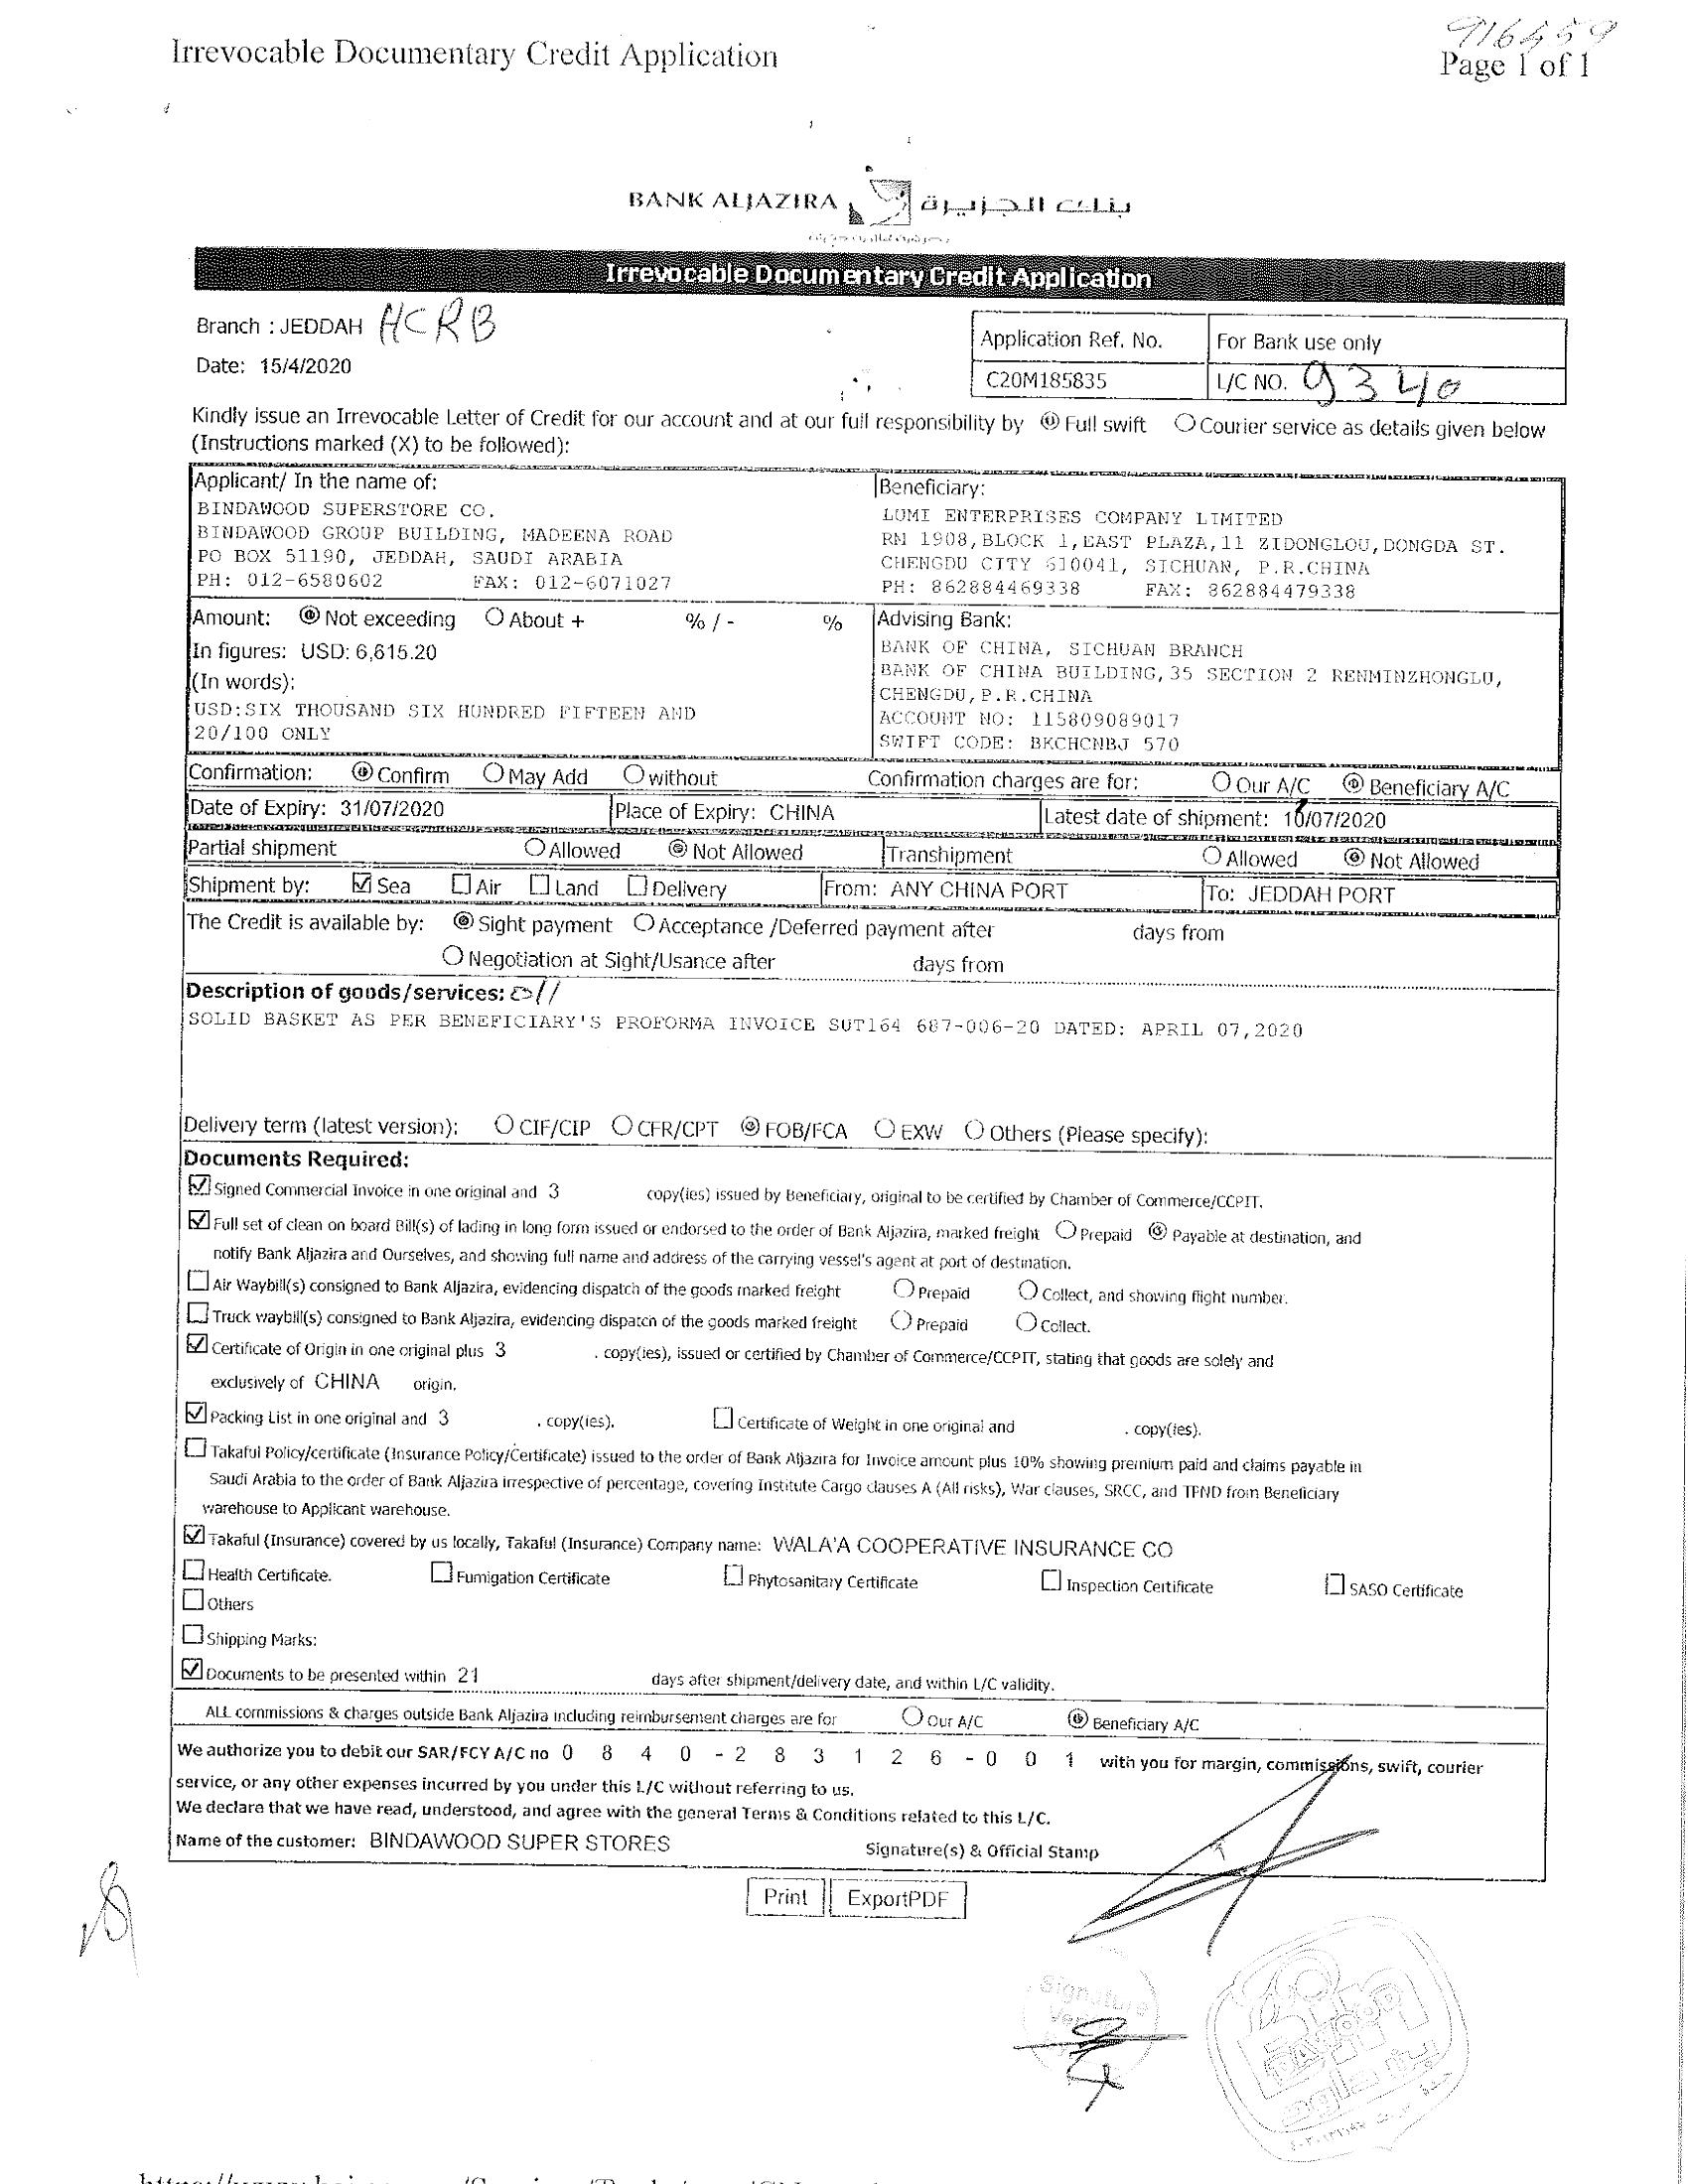 916459
Irrevocable Documentary Credit Application
Page 1 of 1
BANK ALJAZIRA بنك الجزيرة
Irrevocable Documentary Credit Application
Branch : JEDDAH HCRB
Date: 15/4/2020
Application Ref. No. For Bank use only
C20M185835 L/C NO. 9340
Kindly issue an Irrevocable Letter of Credit for our account and at our full responsibility by Full swift Courier service as details given below
(Instructions marked (X) to be followed):
Applicant/ In the name of:
BINDAWOOD SUPERSTORE CO.
BINDAWOOD GROUP BUILDING, MADEENA ROAD
PO BOX 51190, JEDDAH, SAUDI ARABIA
PH: 012-6580602 FAX: 012-6071027
Beneficiary:
LUMI ENTERPRISES COMPANY LIMITED
RM 1908,BLOCK 1,EAST PLAZA,11 ZIDONGLOU,DONGDA ST.
CHENGDU CITY 610041, SICHUAN, P.R.CHINA
PH: 862884469338 FAX: 862884479338
Amount: Not exceeding About + % / - %
In figures: USD: 6,615.20
(In words):
USD:SIX THOUSAND SIX HUNDRED FIFTEEN AND
20/100 ONLY
Advising Bank:
BANK OF CHINA, SICHUAN BRANCH
BANK OF CHINA BUILDING,35 SECTION 2 RENMINZHONGLU,
CHENGDU,P.R.CHINA
ACCOUNT NO: 115809089017
SWIFT CODE: BKCHCNBJ 570
Confirmation: Confirm May Add without Confirmation charges are for: Our A/C Beneficiary A/C
Date of Expiry: 31/07/2020 Place of Expiry: CHINA Latest date of shipment: 10/07/2020
Partial shipment Allowed Not Allowed Transhipment Allowed Not Allowed
Shipment by: Sea Air Land Delivery From: ANY CHINA PORT To: JEDDAH PORT
The Credit is available by: Sight payment Acceptance /Deferred payment after days from
Negotiation at Sight/Usance after days from
Description of goods/services:
SOLID BASKET AS PER BENEFICIARY'S PROFORMA INVOICE SUT164 687-006-20 DATED: APRIL 07,2020
Delivery term (latest version): CIF/CIP CFR/CPT FOB/FCA EXW Others (Please specify):
Documents Required:
Signed Commercial Invoice in one original and 3 copy(ies) issued by Beneficiary, original to be certified by Chamber of Commerce/CCPIT.
Full set of clean on board Bill(s) of lading in long form issued or endorsed to the order of Bank Aljazira, marked freight Prepaid Payable at destination, and
notify Bank Aljazira and Ourselves, and showing full name and address of the carrying vessel's agent at port of destination.
Air Waybill(s) consigned to Bank Aljazira, evidencing dispatch of the goods marked freight Prepaid Collect, and showing flight number.
Truck waybill(s) consigned to Bank Aljazira, evidencing dispatch of the goods marked freight Prepaid Collect.
Certificate of Origin in one original plus 3 . copy(ies), issued or certified by Chamber of Commerce/CCPIT, stating that goods are solely and
exclusively of CHINA origin.
Packing List in one original and 3 . copy(ies). Certificate of Weight in one original and . copy(ies).
Takaful Policy/certificate (Insurance Policy/Certificate) issued to the order of Bank Aljazira for Invoice amount plus 10% showing premium paid and claims payable in
Saudi Arabia to the order of Bank Aljazira irrespective of percentage, covering Institute Cargo clauses A (All risks), War clauses, SRCC, and TPND from Beneficiary
warehouse to Applicant warehouse.
Takaful (Insurance) covered by us locally, Takaful (Insurance) Company name: WALA'A COOPERATIVE INSURANCE CO
Health Certificate. Fumigation Certificate Phytosanitary Certificate Inspection Certificate SASO Certificate
Others
Shipping Marks:
Documents to be presented within 21 days after shipment/delivery date, and within L/C validity.
ALL commissions & charges outside Bank Aljazira including reimbursement charges are for Our A/C Beneficiary A/C
We authorize you to debit our SAR/FCY A/C no 0 8 4 0 - 2 8 3 1 2 6 - 0 0 1 with you for margin, commissions, swift, courier
service, or any other expenses incurred by you under this L/C without referring to us.
We declare that we have read, understood, and agree with the general Terms & Conditions related to this L/C.
Name of the customer: BINDAWOOD SUPER STORES Signature(s) & Official Stamp
Print ExportPDF
Signature